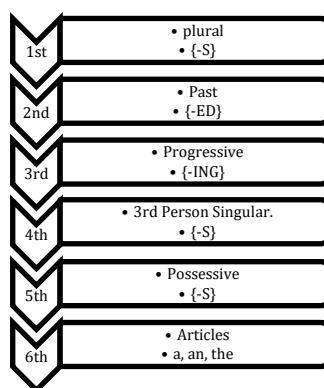 1st
• plural
• {-S}
2nd
• Past
• {-ED}
3rd
• Progressive
• {-ING}
4th
• 3rd Person Singular.
• {-S}
5th
• Possessive
• {-S}
6th
• Articles
• a, an, the